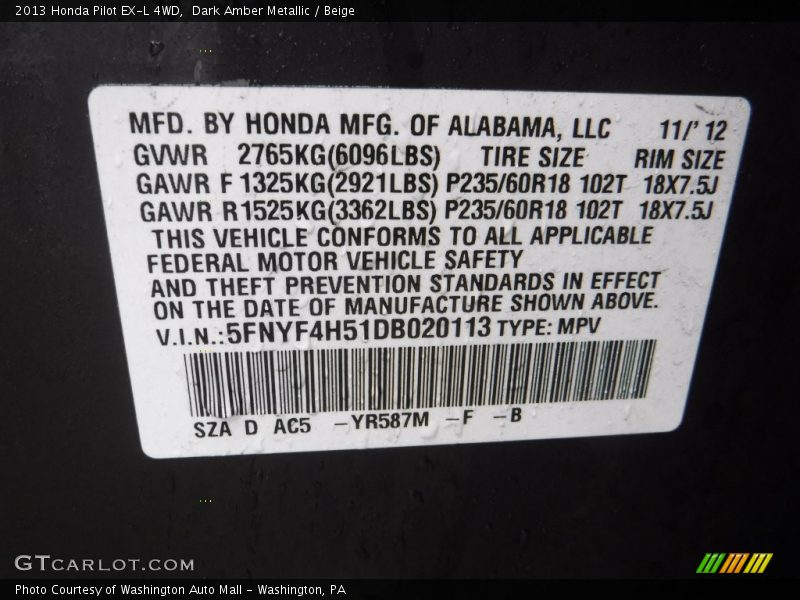 2013 Honda Pilot EX-L 4WD, Dark Amber Metallic / Beige
MFD. BY HONDA MFG. OF ALABAMA, LLC 11/'12
GVWR 2765KG(6096LBS) TIRE SIZE RIM SIZE
GAWR F 1325KG(2921LBS) P235/60R18 102T 18X7.5J
GAWR R 1525KG(3362LBS) P235/60R18 102T 18X7.5J
THIS VEHICLE CONFORMS TO ALL APPLICABLE
FEDERAL MOTOR VEHICLE SAFETY
AND THEFT PREVENTION STANDARDS IN EFFECT
ON THE DATE OF MANUFACTURE SHOWN ABOVE.
V.I.N.:5FNYF4H51DB020113 TYPE: MPV
SZA D AC5 -YR587M -F -B
GTCARLOT.COM
Photo Courtesy of Washington Auto Mall - Washington, PA